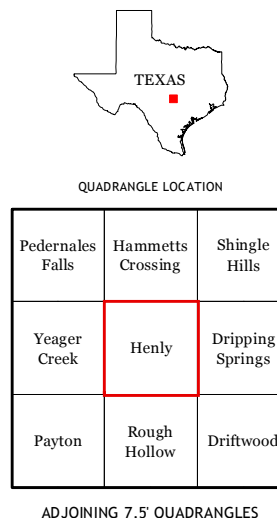 TEXAS
QUADRANGLE LOCATION
Pedernales
Falls
Hammetts
Crossing
Shingle
Hills
Yeager
Creek
Henly
Dripping
Springs
Payton
Rough
Hollow
Driftwood
ADJOINING 7.5' QUADRANGLES